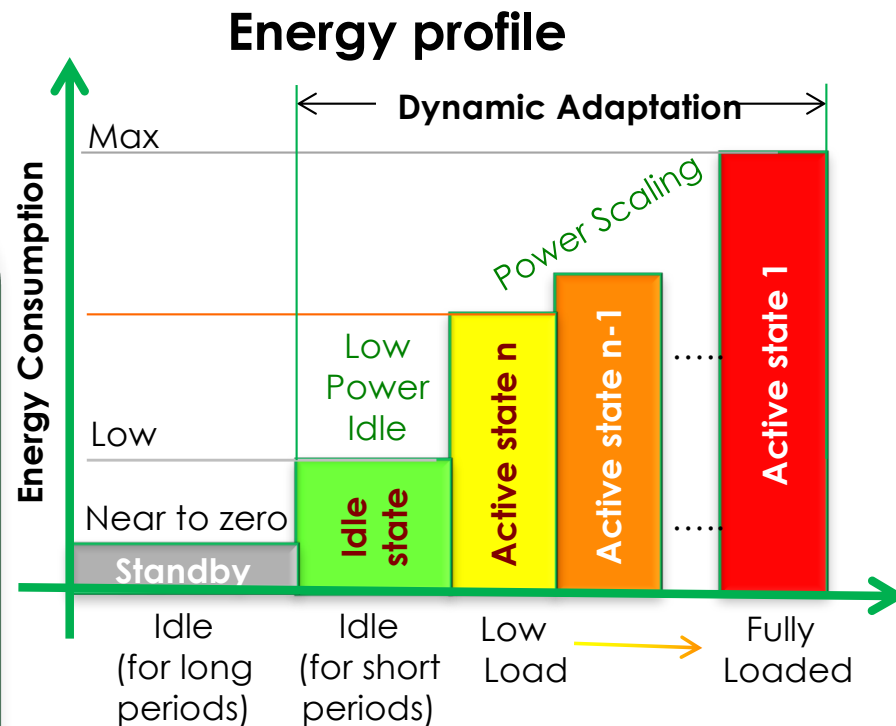 Energy profile
Dynamic Adaptation
Max
Power Scaling
Energy Consumption
Low
Power
Idle
Low
Near to zero
Standby
Idle
state
Active state n
Active state n-1
.....
.....
Active state 1
Idle
(for long
periods)
Idle
(for short
periods)
Low
Load
Fully
Loaded